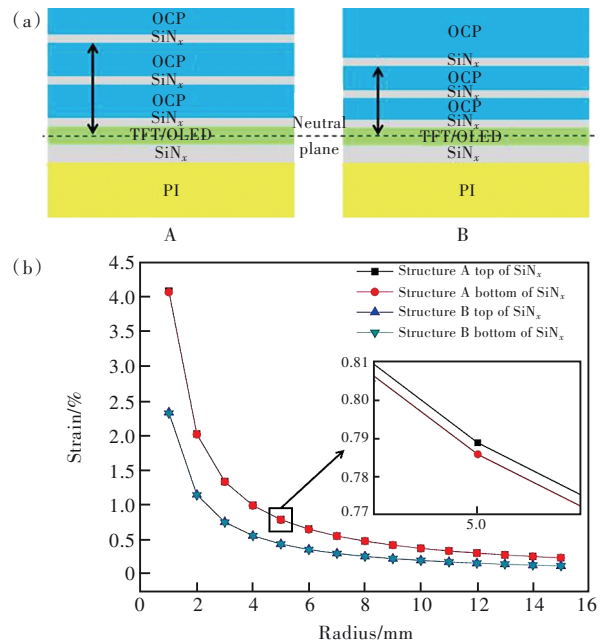 (a)
OCP
SiNₓ
OCP
SiNₓ
OCP
SiNₓ
TFT/OLED
SiNₓ
PI
A
Neutral
plane
OCP
SiNₓ
OCP
SiNₓ
OCP
SiNₓ
TFT/OLED
SiNₓ
PI
B
(b)
Strain/%
4.5
4.0
3.5
3.0
2.5
2.0
1.5
1.0
0.5
0
Structure A top of SiNₓ
Structure A bottom of SiNₓ
Structure B top of SiNₓ
Structure B bottom of SiNₓ
0.81
0.80
0.79
0.78
0.77
5.0
0 2 4 6 8 10 12 14 16
Radius/mm